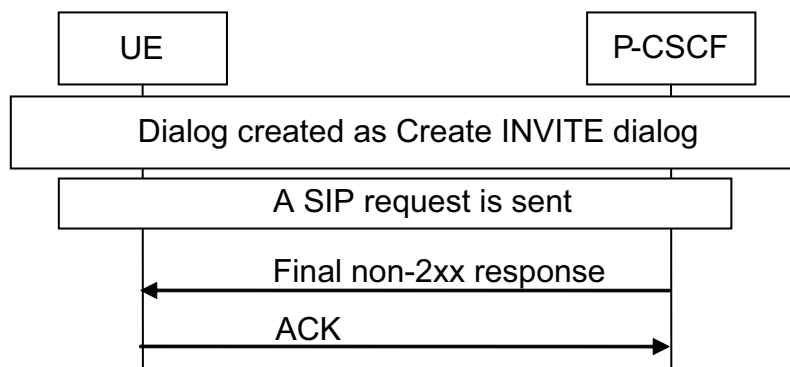 UE
P-CSCF
Dialog created as Create INVITE dialog
A SIP request is sent
Final non-2xx response
ACK